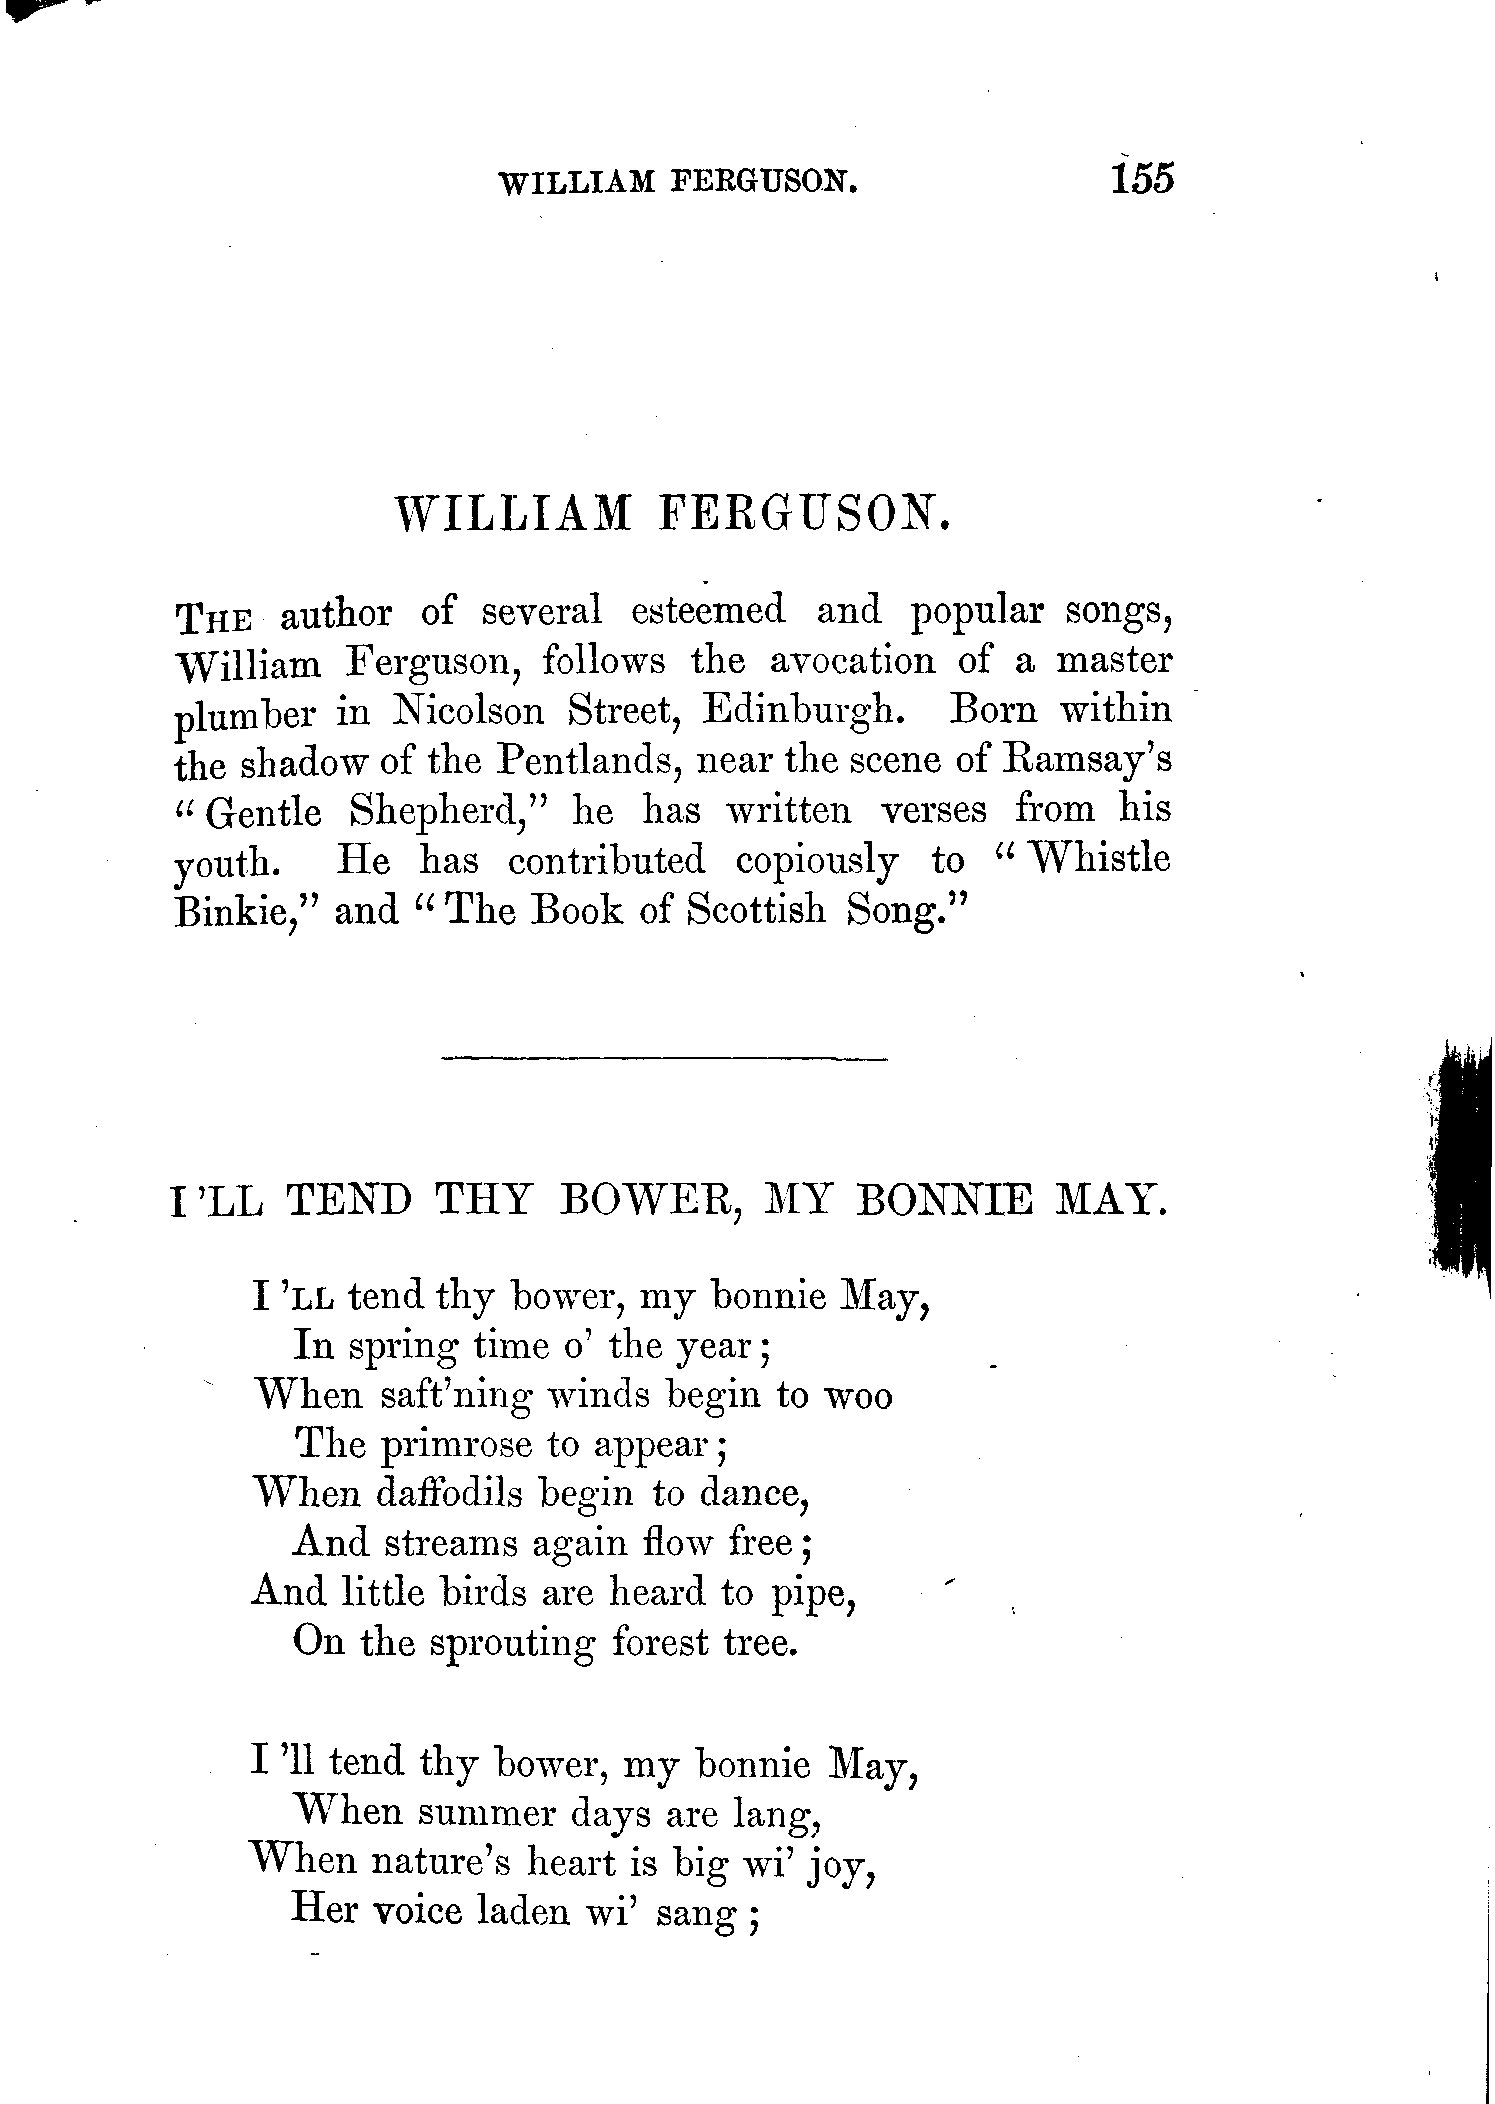 WILLIAM FERGUSON. 155
WILLIAM FERGUSON.
THE author of several esteemed and popular songs,
William Ferguson, follows the avocation of a master
plumber in Nicolson Street, Edinburgh. Born within
the shadow of the Pentlands, near the scene of Ramsay's
“Gentle Shepherd,” he has written verses from his
youth. He has contributed copiously to “Whistle
Binkie,” and “The Book of Scottish Song.”
I'LL TEND THY BOWER, MY BONNIE MAY.
I'LL tend thy bower, my bonnie May,
In spring time o' the year;
When saft'ning winds begin to woo
The primrose to appear;
When daffodils begin to dance,
And streams again flow free;
And little birds are heard to pipe,
On the sprouting forest tree.
I'll tend thy bower, my bonnie May,
When summer days are lang,
When nature's heart is big wi' joy,
Her voice laden wi' sang;